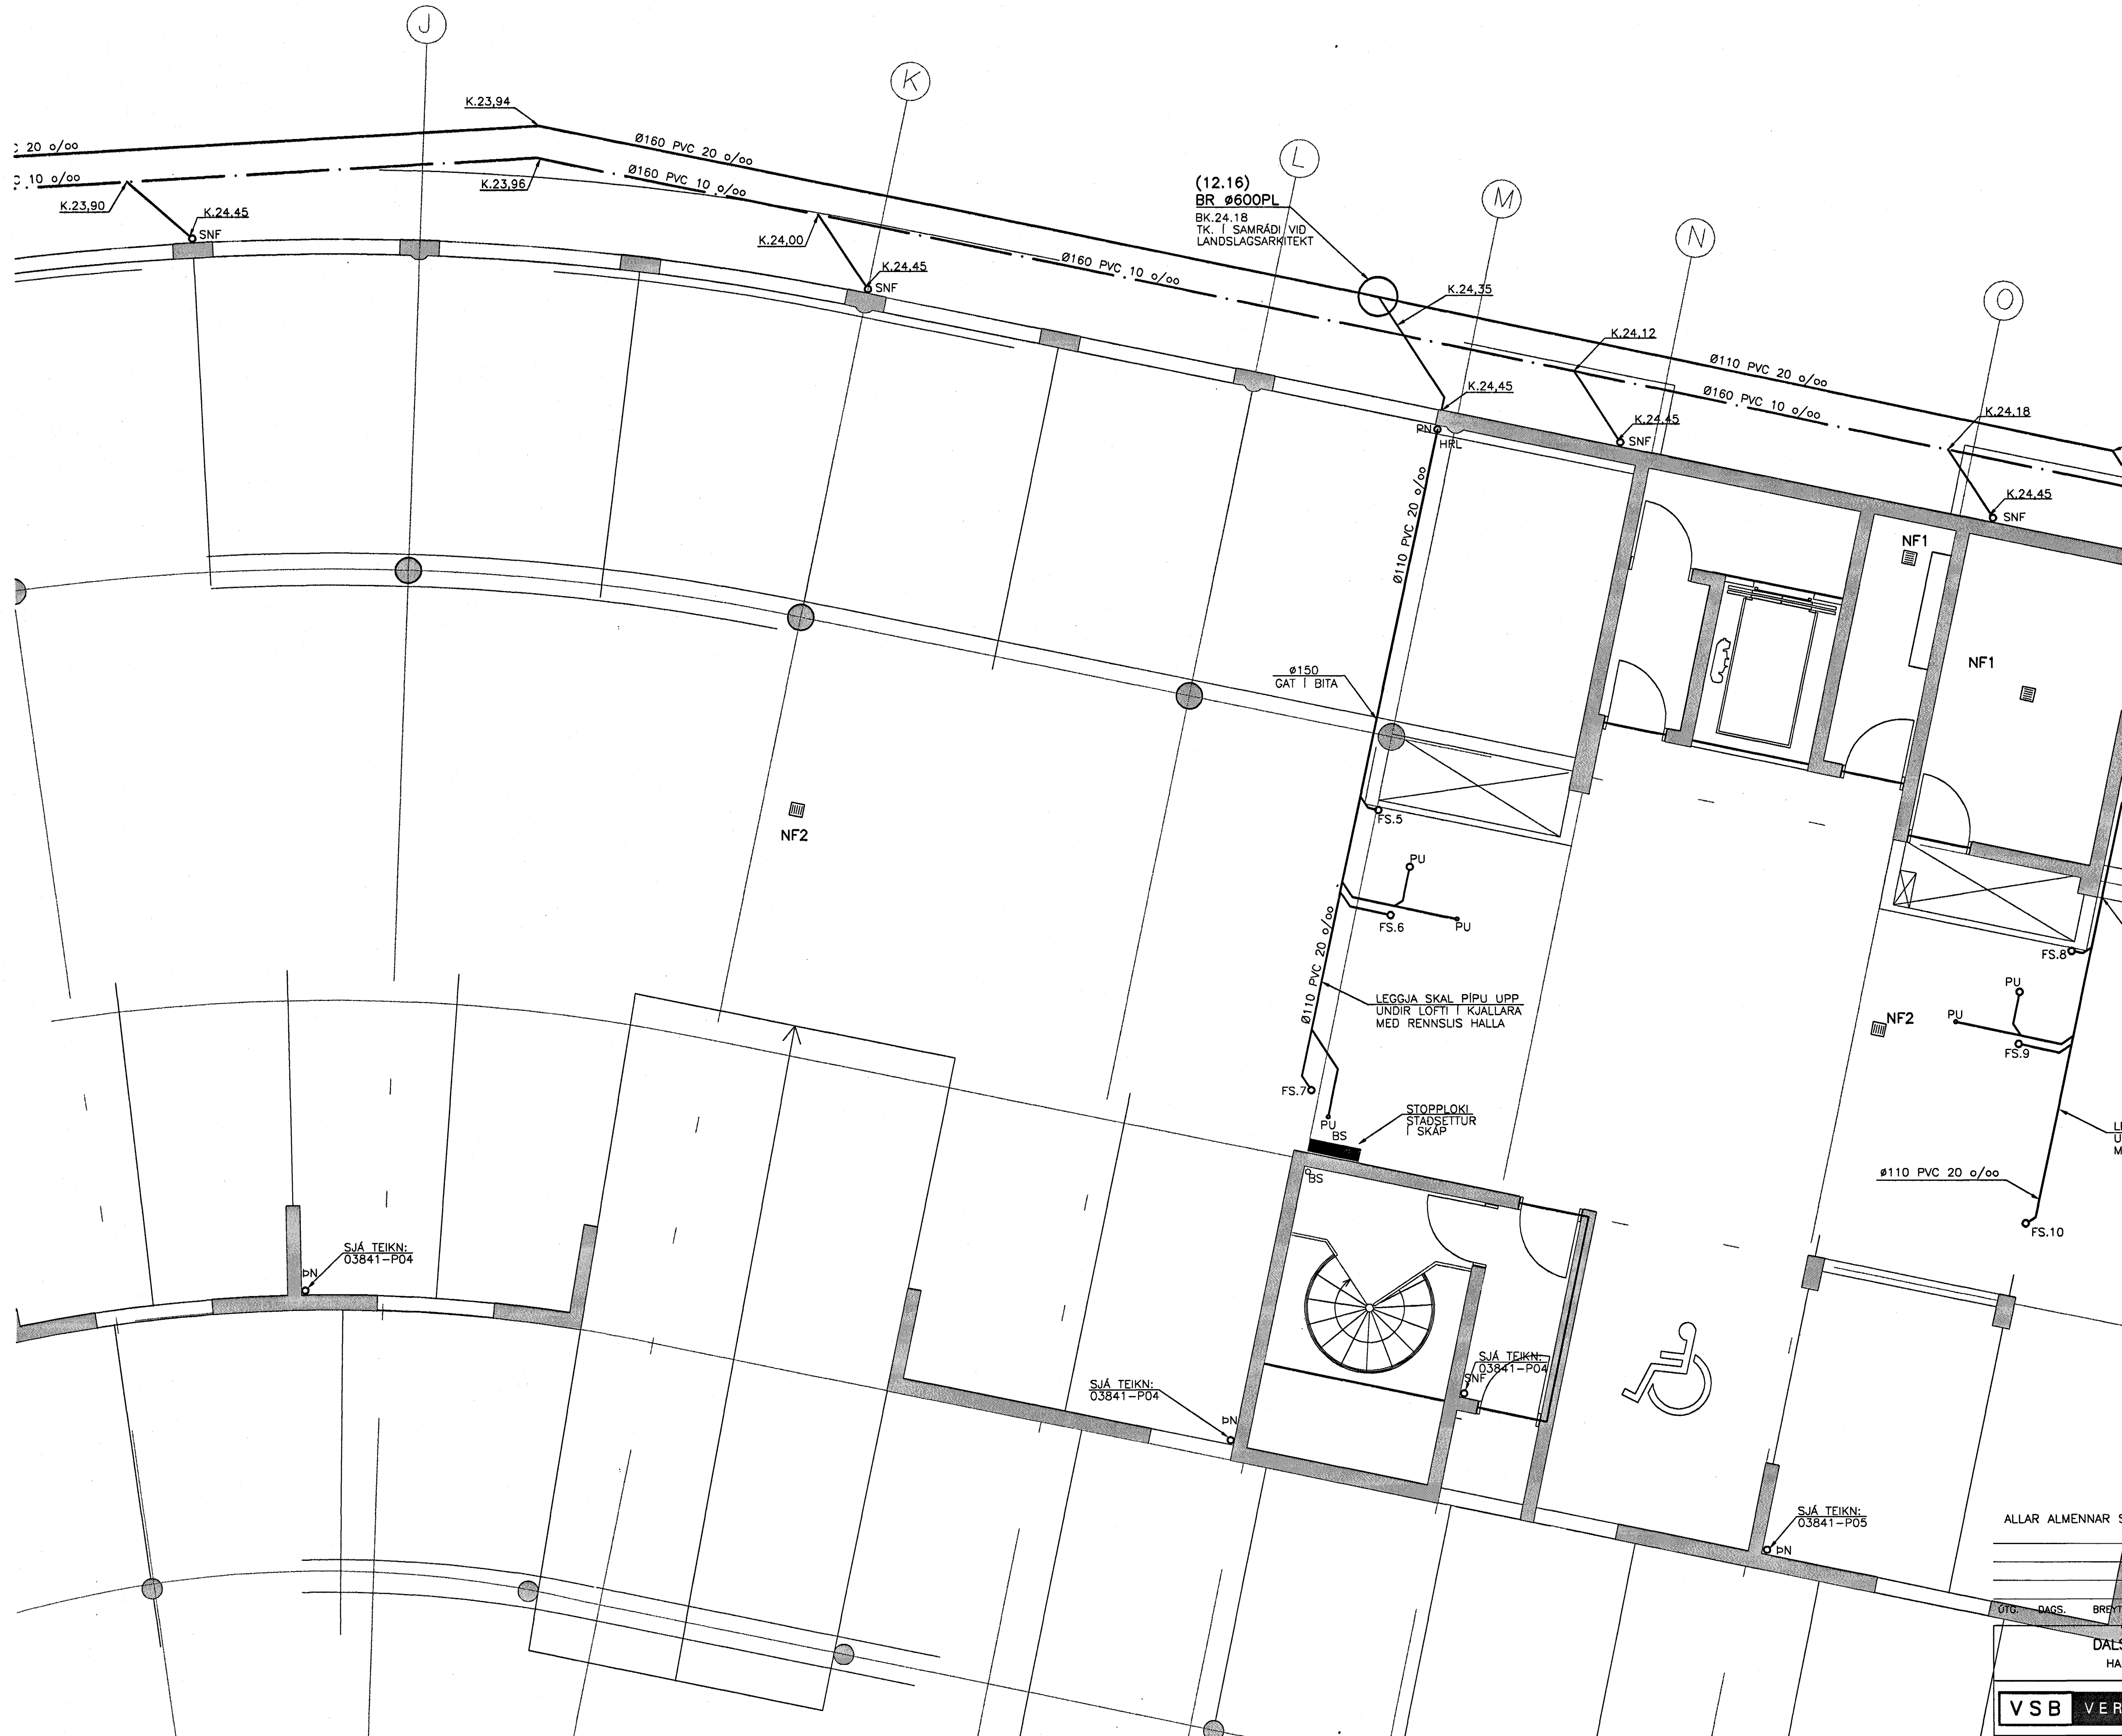 J
K
L
M
N
O
K.23,94
20 o/oo
Ø160 PVC 20 o/oo
10 o/oo
K.23,96
Ø160 PVC 10 o/oo
K.23,90
K.24,45
SNF
K.24,00
K.24,45
SNF
Ø160 PVC 10 o/oo
(12.16)
BR Ø600PL
BK.24.18
TK. Í SAMRÁÐI VIÐ
LANDSLAGSARKITEKT
K.24,35
K.24,12
Ø110 PVC 20 o/oo
Ø160 PVC 10 o/oo
K.24,45
K.24,45
SNF
K.24.18
K.24,45
SNF
ÞN
HRL
Ø110 PVC 20 o/oo
NF1
NF1
Ø150
GAT Í BITA
NF2
FS.5
PU
FS.6
PU
Ø110 PVC 20 o/oo
LEGGJA SKAL PÍPU UPP
UNDIR LOFTI Í KJALLARA
MEÐ RENNSLIS HALLA
FS.7
PU
BS
STOPPLOKI
STAÐSETTUR
Í SKÁP
BS
FS.8
PU
PU
NF2
FS.9
Ø110 PVC 20 o/oo
FS.10
SJÁ TEIKN:
03841-P04
ÞN
SJÁ TEIKN:
03841-P04
ÞN
SJÁ TEIKN:
03841-P04
SNF
SJÁ TEIKN:
03841-P05
ÞN
ALLAR ALMENNAR S
ÚTG. DAGS. BREYT
DALS
HA
VSB VER